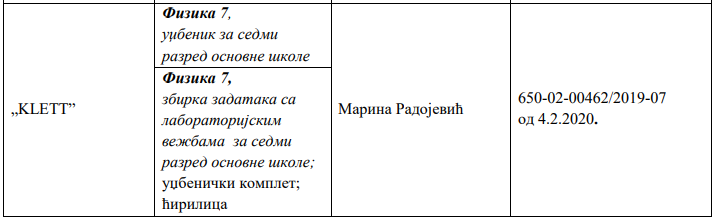 „KLETT”
Физика 7,
уџбеник за седми
разред основне школе
Физика 7,
збирка задатака са
лабораторијским
вежбама за седми
разред основне школе;
уџбенички комплет;
ћирилица
Марина Радојевић
650-02-00462/2019-07
од 4.2.2020.